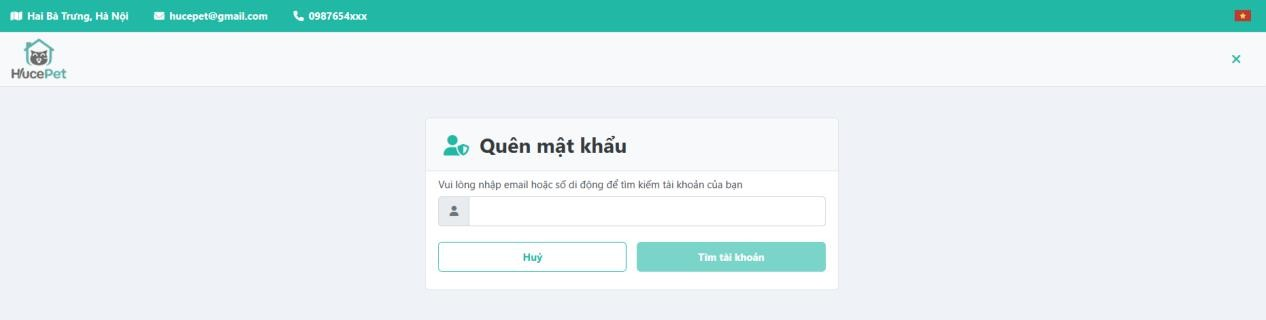 Hai Bà Trưng, Hà Nội hucepet@gmail.com 0987654xxx
HucePet
Quên mật khẩu
Vui lòng nhập email hoặc số di động để tìm kiếm tài khoản của bạn
Huỷ Tìm tài khoản